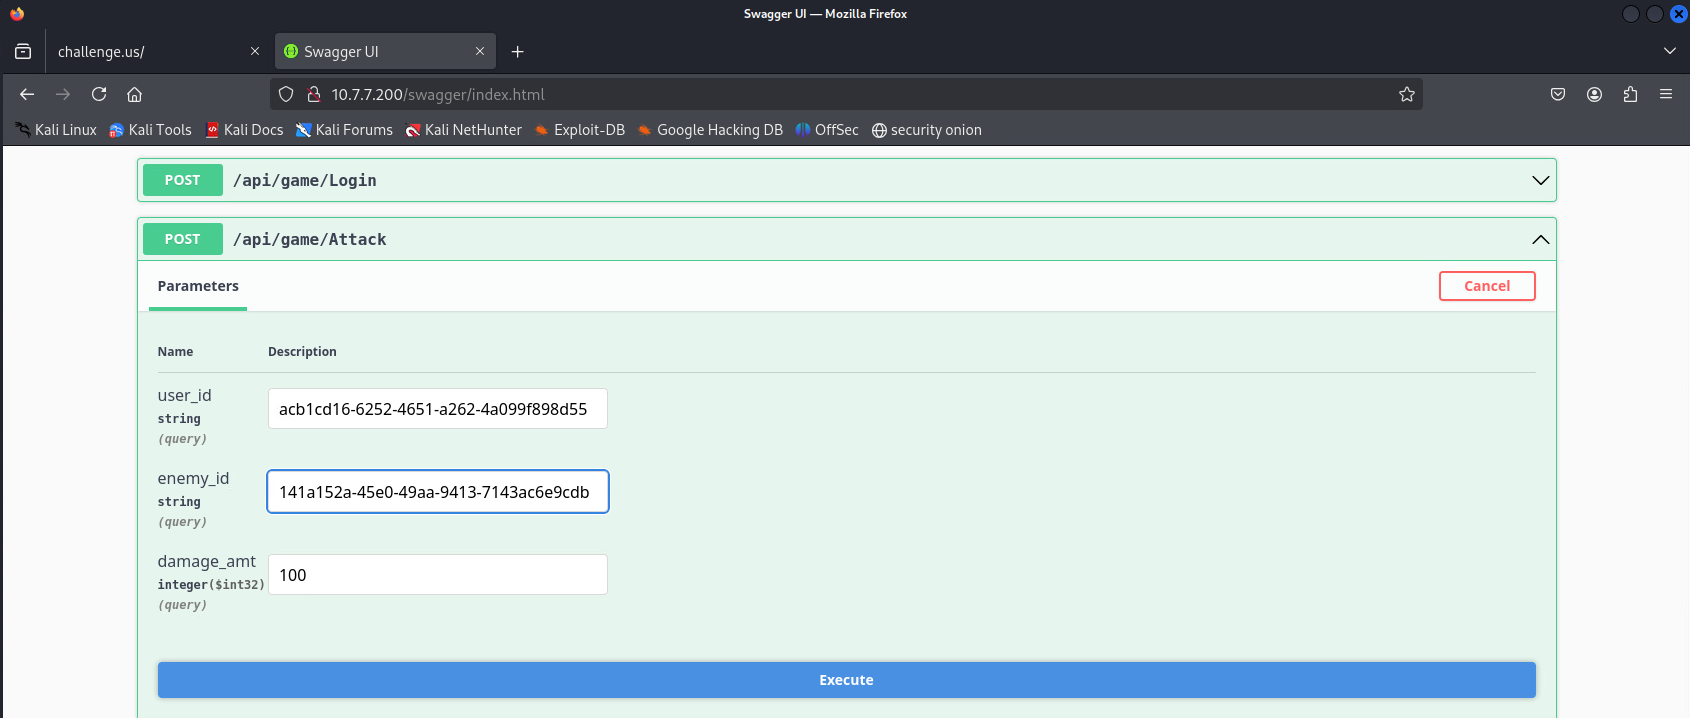 Swagger UI — Mozilla Firefox
challenge.us/
Swagger UI
10.7.7.200/swagger/index.html
Kali Linux Kali Tools Kali Docs Kali Forums Kali NetHunter Exploit-DB Google Hacking DB OffSec security onion
POST /api/game/Login
POST /api/game/Attack
Parameters Cancel
Name Description
user_id
string
(query)
acb1cd16-6252-4651-a262-4a099f898d55
enemy_id
string
(query)
141a152a-45e0-49aa-9413-7143ac6e9cdb
damage_amt
integer($int32)
(query)
100
Execute